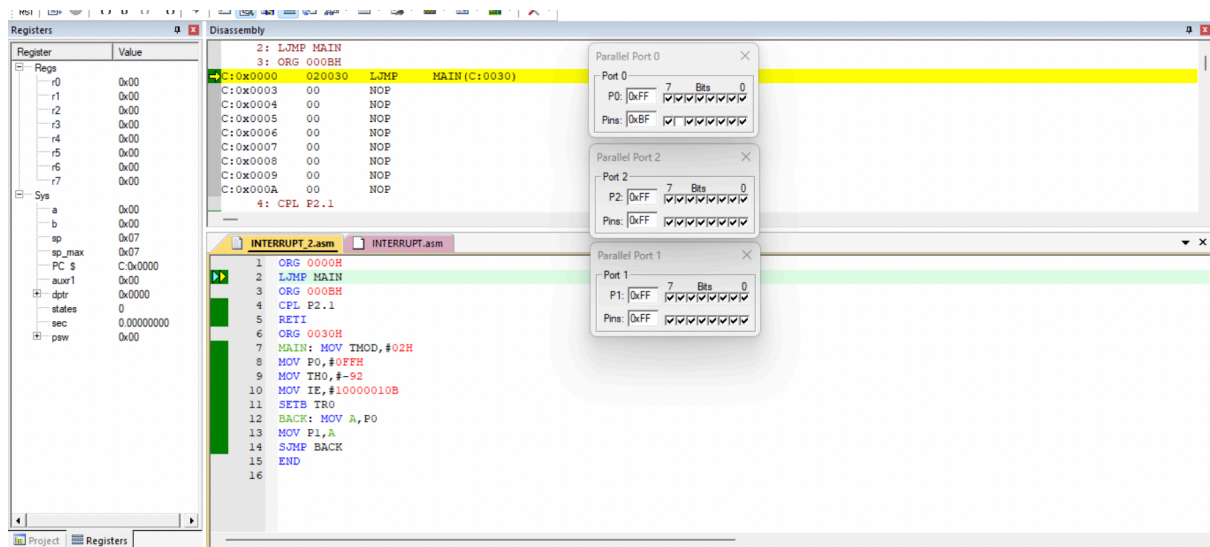 RST
Registers
Register Value
Regs
r0 0x00
r1 0x00
r2 0x00
r3 0x00
r4 0x00
r5 0x00
r6 0x00
r7 0x00
Sys
a 0x00
b 0x00
sp 0x07
sp_max 0x07
PC $ C:0x0000
auxr1 0x00
dptr 0x0000
states 0
sec 0.00000000
psw 0x00
Project Registers
Disassembly
2: LJMP MAIN
3: ORG 000BH
C:0x0000 020030 LJMP MAIN(C:0030)
C:0x0003 00 NOP
C:0x0004 00 NOP
C:0x0005 00 NOP
C:0x0006 00 NOP
C:0x0007 00 NOP
C:0x0008 00 NOP
C:0x0009 00 NOP
C:0x000A 00 NOP
4: CPL P2.1
Parallel Port 0
Port 0
7 Bits 0
P0: 0xFF
Pins: 0xBF
Parallel Port 2
Port 2
7 Bits 0
P2: 0xFF
Pins: 0xFF
Parallel Port 1
Port 1
7 Bits 0
P1: 0xFF
Pins: 0xFF
INTERRUPT_2.asm INTERRUPT.asm
1 ORG 0000H
2 LJMP MAIN
3 ORG 000BH
4 CPL P2.1
5 RETI
6 ORG 0030H
7 MAIN: MOV TMOD,#02H
8 MOV P0,#0FFH
9 MOV TH0,#-92
10 MOV IE,#10000010B
11 SETB TR0
12 BACK: MOV A,P0
13 MOV P1,A
14 SJMP BACK
15 END
16